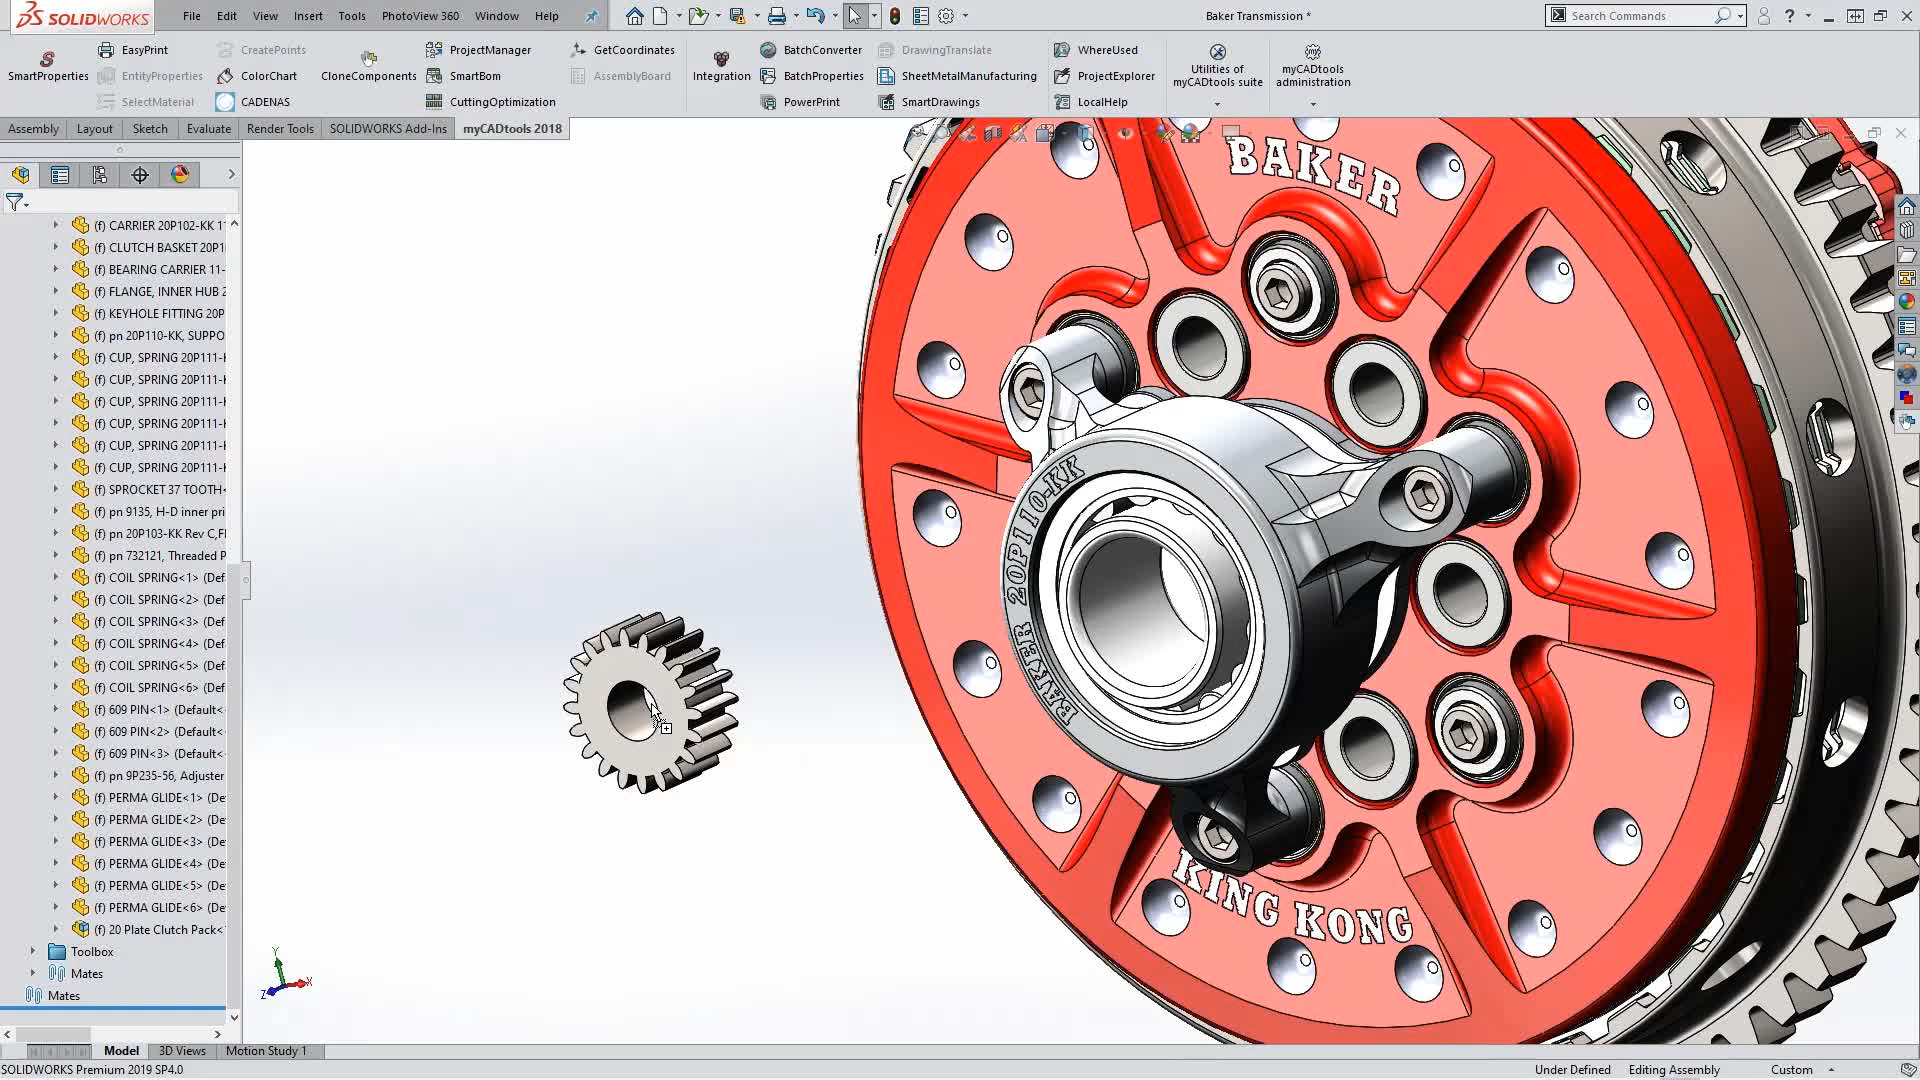 SOLIDWORKS
File Edit View Insert Tools PhotoView 360 Window Help
Baker Transmission *
Search Commands
SmartProperties
EasyPrint
EntityProperties
SelectMaterial
CreatePoints
ColorChart
CADENAS
CloneComponents
ProjectManager
SmartBom
CuttingOptimization
GetCoordinates
AssemblyBoard
Integration
BatchConverter
BatchProperties
PowerPrint
DrawingTranslate
SheetMetalManufacturing
SmartDrawings
WhereUsed
ProjectExplorer
LocalHelp
Utilities of
myCADtools suite
myCADtools
administration
Assembly Layout Sketch Evaluate Render Tools SOLIDWORKS Add-Ins myCADtools 2018
(f) CARRIER 20P102-KK 1
(f) CLUTCH BASKET 20P1
(f) BEARING CARRIER 11-
(f) FLANGE, INNER HUB 2
(f) KEYHOLE FITTING 20P
(f) pn 20P110-KK, SUPPO
(f) CUP, SPRING 20P111-
(f) CUP, SPRING 20P111-
(f) CUP, SPRING 20P111-
(f) CUP, SPRING 20P111-
(f) CUP, SPRING 20P111-
(f) CUP, SPRING 20P111-
(f) SPROCKET 37 TOOTH<
(f) pn 9135, H-D inner pri
(f) pn 20P103-KK Rev C,F
(f) pn 732121, Threaded P
(f) COIL SPRING<1> (Def
(f) COIL SPRING<2> (Def
(f) COIL SPRING<3> (Def
(f) COIL SPRING<4> (Def
(f) COIL SPRING<5> (Def
(f) COIL SPRING<6> (Def
(f) 609 PIN<1> (Default<
(f) 609 PIN<2> (Default<
(f) 609 PIN<3> (Default<
(f) pn 9P235-56, Adjuster
(f) PERMA GLIDE<1> (De
(f) PERMA GLIDE<2> (De
(f) PERMA GLIDE<3> (De
(f) PERMA GLIDE<4> (De
(f) PERMA GLIDE<5> (De
(f) PERMA GLIDE<6> (De
(f) 20 Plate Clutch Pack<
Toolbox
Mates
Mates
BAKER
BAKER 20P110-KK
KING KONG
Y
X
Z
Model 3D Views Motion Study 1
SOLIDWORKS Premium 2019 SP4.0
Under Defined Editing Assembly Custom